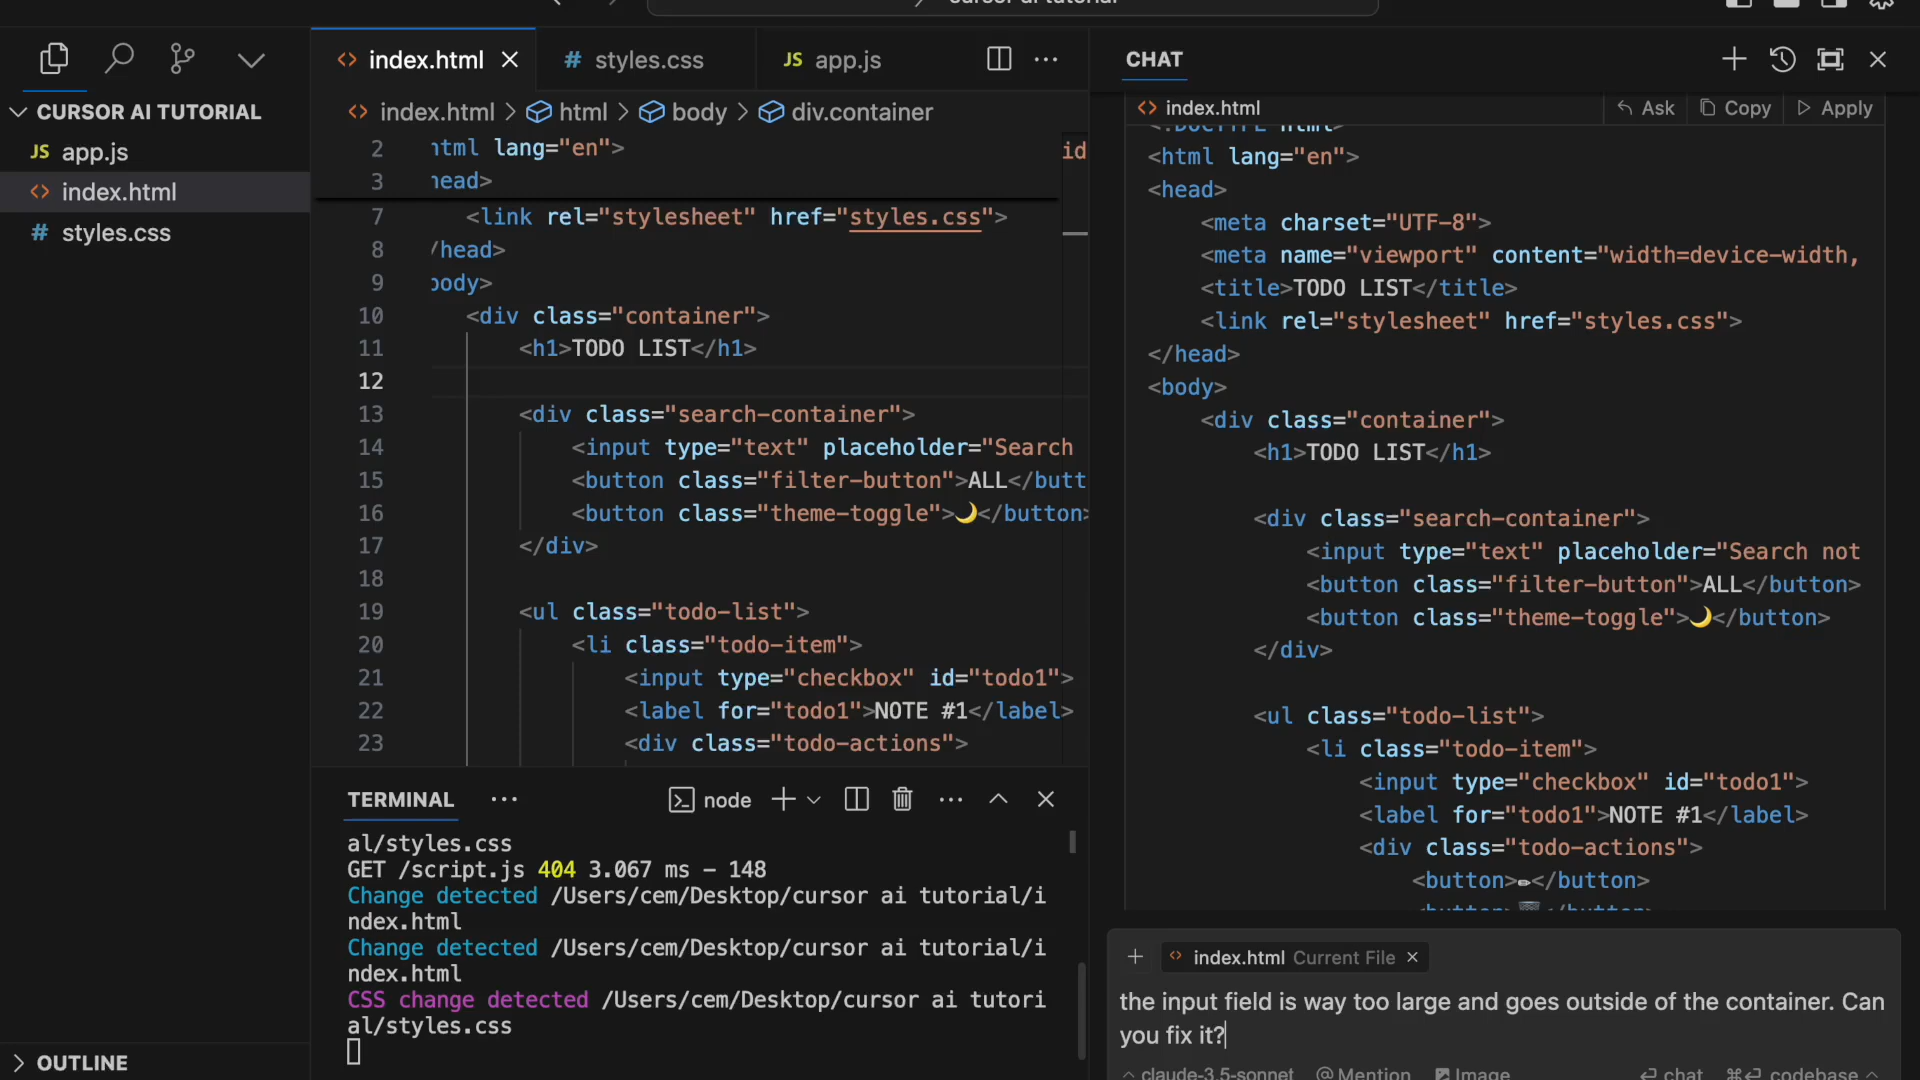 cursor ai tutorial
CURSOR AI TUTORIAL
JS app.js
<> index.html
# styles.css
OUTLINE
<> index.html
# styles.css
JS app.js
<> index.html > html > body > div.container
2 html lang="en">
3 head>
id
7 <link rel="stylesheet" href="styles.css">
8 /head>
9 body>
10 <div class="container">
11 <h1>TODO LIST</h1>
12
13 <div class="search-container">
14 <input type="text" placeholder="Search
15 <button class="filter-button">ALL</butt
16 <button class="theme-toggle">🌙</button>
17 </div>
18
19 <ul class="todo-list">
20 <li class="todo-item">
21 <input type="checkbox" id="todo1">
22 <label for="todo1">NOTE #1</label>
23 <div class="todo-actions">
TERMINAL
node
al/styles.css
GET /script.js 404 3.067 ms – 148
Change detected /Users/cem/Desktop/cursor ai tutorial/i
ndex.html
Change detected /Users/cem/Desktop/cursor ai tutorial/i
ndex.html
CSS change detected /Users/cem/Desktop/cursor ai tutori
al/styles.css
CHAT
<> index.html Ask Copy Apply
<!DOCTYPE html>
<html lang="en">
<head>
<meta charset="UTF-8">
<meta name="viewport" content="width=device-width,
<title>TODO LIST</title>
<link rel="stylesheet" href="styles.css">
</head>
<body>
<div class="container">
<h1>TODO LIST</h1>
<div class="search-container">
<input type="text" placeholder="Search not
<button class="filter-button">ALL</button>
<button class="theme-toggle">🌙</button>
</div>
<ul class="todo-list">
<li class="todo-item">
<input type="checkbox" id="todo1">
<label for="todo1">NOTE #1</label>
<div class="todo-actions">
<button>✏</button>
<button>🗑</button>
+ <> index.html Current File ×
the input field is way too large and goes outside of the container. Can
you fix it?
claude-3.5-sonnet @ Mention Image chat ⌘ codebase